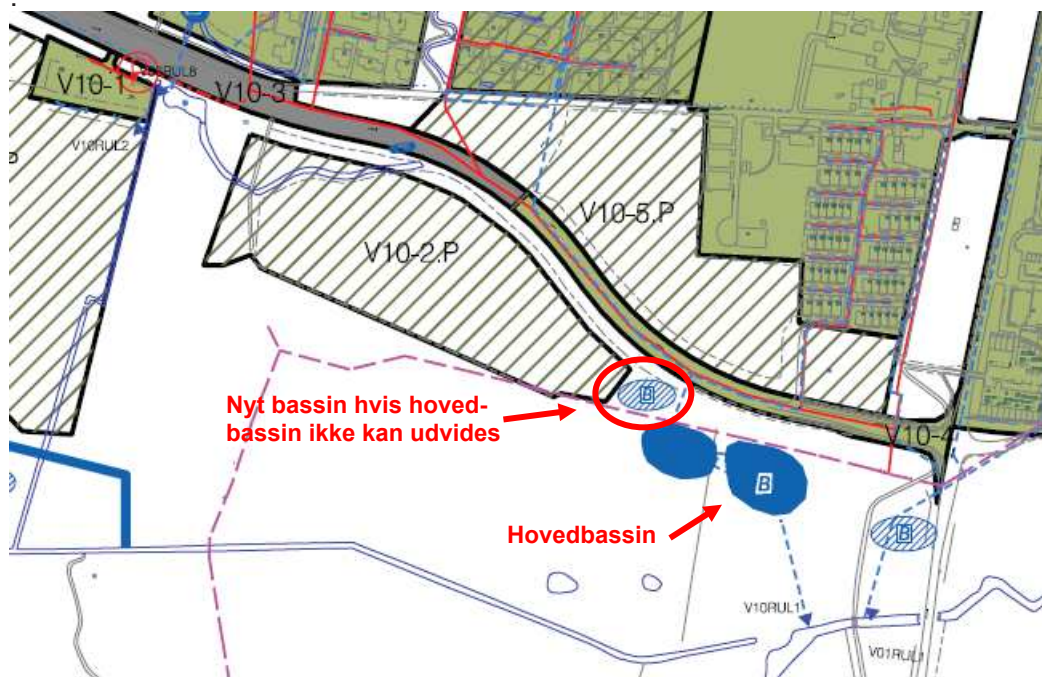 V10-1
V10-3
V10RUL2
V10-5.P
V10-2.P
B
Nyt bassin hvis hoved-
bassin ikke kan udvides
B
V10-4
B
Hovedbassin
B
V10RUL1
V01RUL1